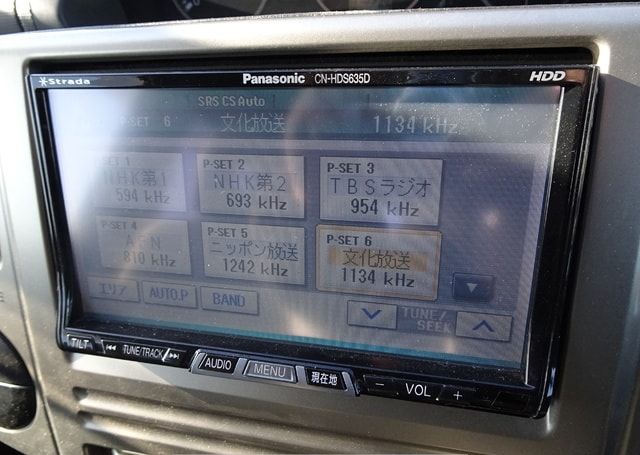 Strada Panasonic CN-HDS635D HDD
SRS CS Auto
P-SET 6 文化放送 1134 kHz
P-SET 1 P-SET 2 P-SET 3
NHK第1 NHK第2 TBSラジオ
594 kHz 693 kHz 954 kHz
P-SET 4 P-SET 5 P-SET 6
AFN ニッポン放送 文化放送
810 kHz 1242 kHz 1134 kHz
エリア AUTO.P BAND TUNE/
SEEK
TILT TUNE/TRACK AUDIO MENU 現在地 − VOL +